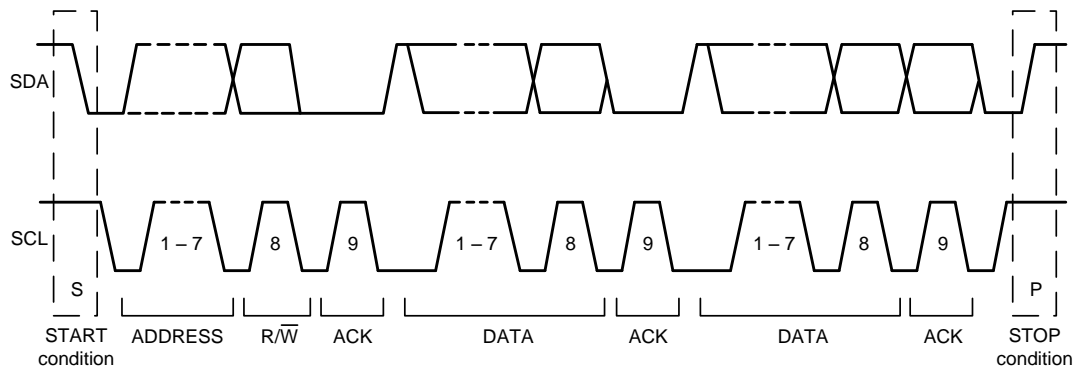 SDA
SCL
1 – 7
8
9
1 – 7
8
9
1 – 7
8
9
S
P
START
condition
ADDRESS
R/W̅
ACK
DATA
ACK
DATA
ACK
STOP
condition